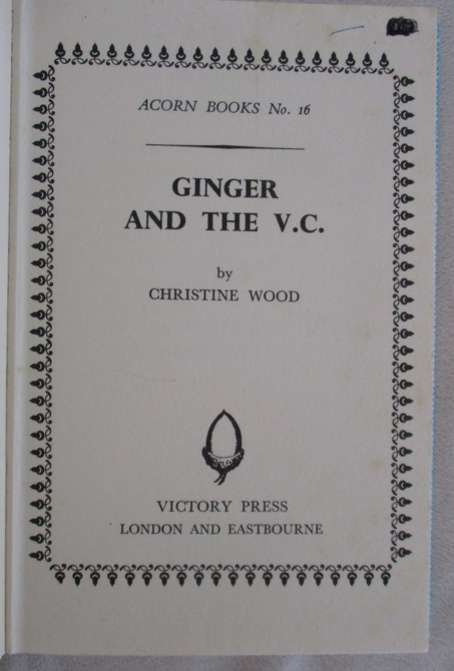 ACORN BOOKS No. 16
GINGER
AND THE V.C.
by
CHRISTINE WOOD
VICTORY PRESS
LONDON AND EASTBOURNE